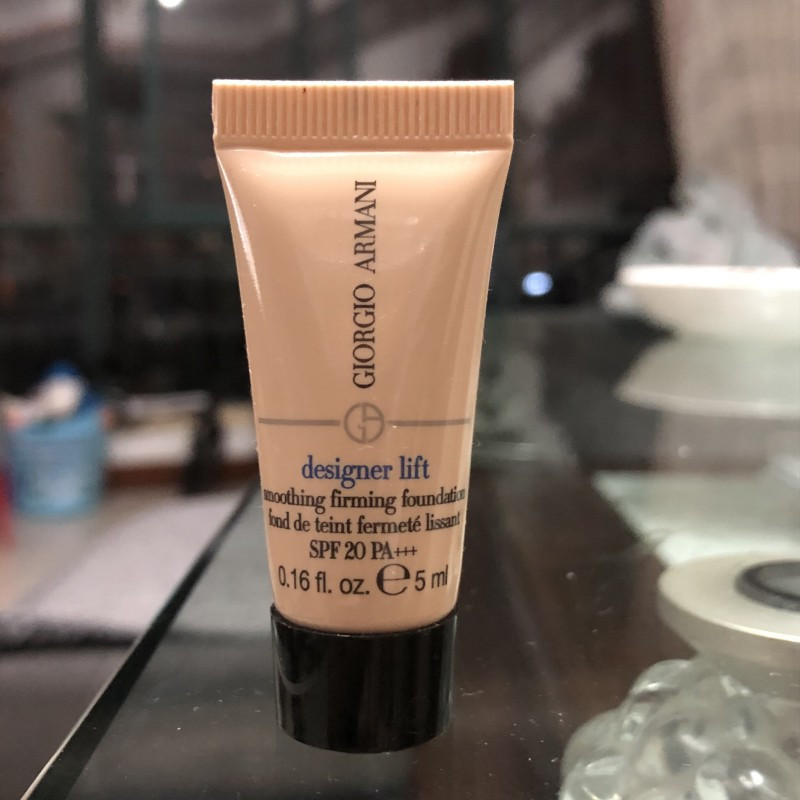 GIORGIO ARMANI
GA
designer lift
smoothing firming foundation
fond de teint fermeté lissant
SPF 20 PA+++
0.16 fl. oz. ℮ 5 ml